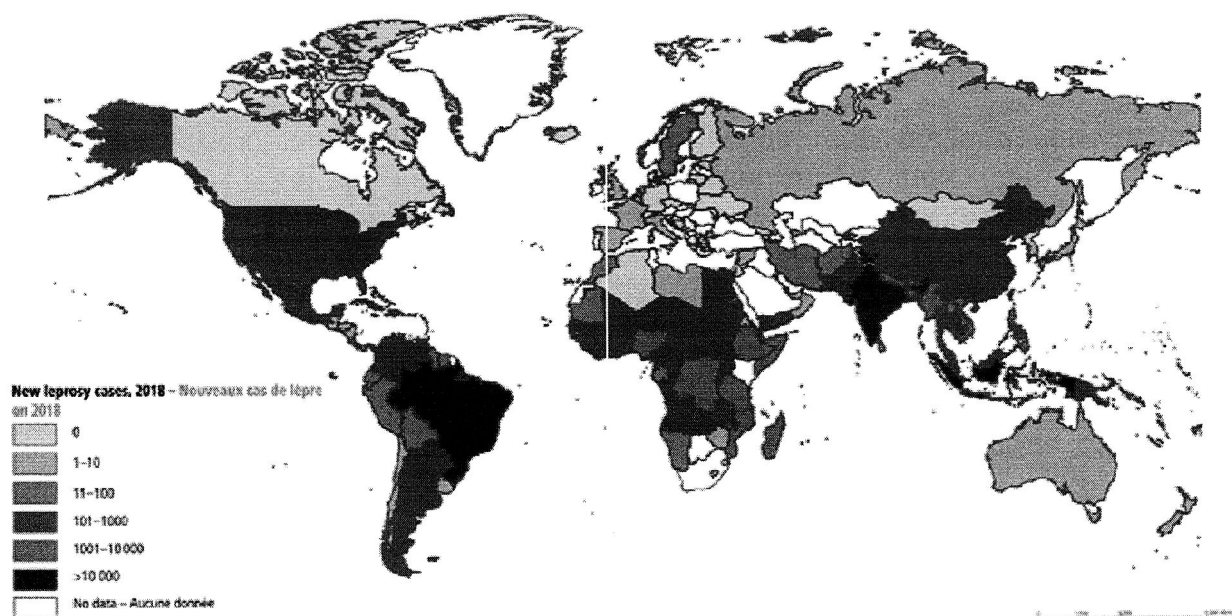 New leprosy cases, 2018 – Nouveaux cas de lèpre
en 2018
0
1–10
11–100
101–1000
1001–10 000
>10 000
No data – Aucune donnée